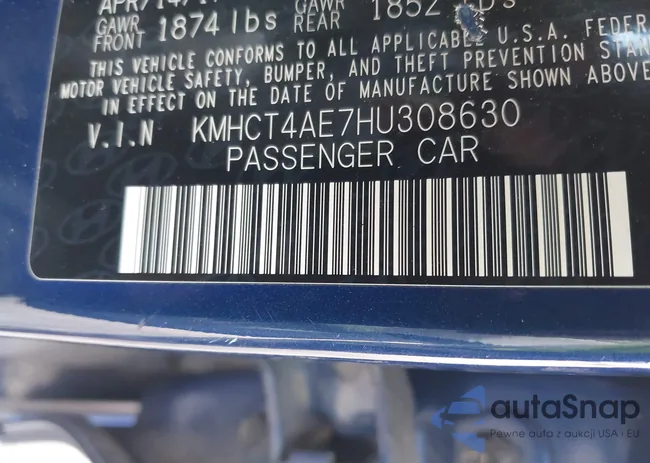 GAWR GAWR
FRONT 1874 lbs REAR 1852
THIS VEHICLE CONFORMS TO ALL APPLICABLE U.S.A. FEDER
MOTOR VEHICLE SAFETY, BUMPER, AND THEFT PREVENTION STAN
IN EFFECT ON THE DATE OF MANUFACTURE SHOWN ABOVE
V.I.N KMHCT4AE7HU308630
PASSENGER CAR
autoSnap
Pewne auto z aukcji USA i EU